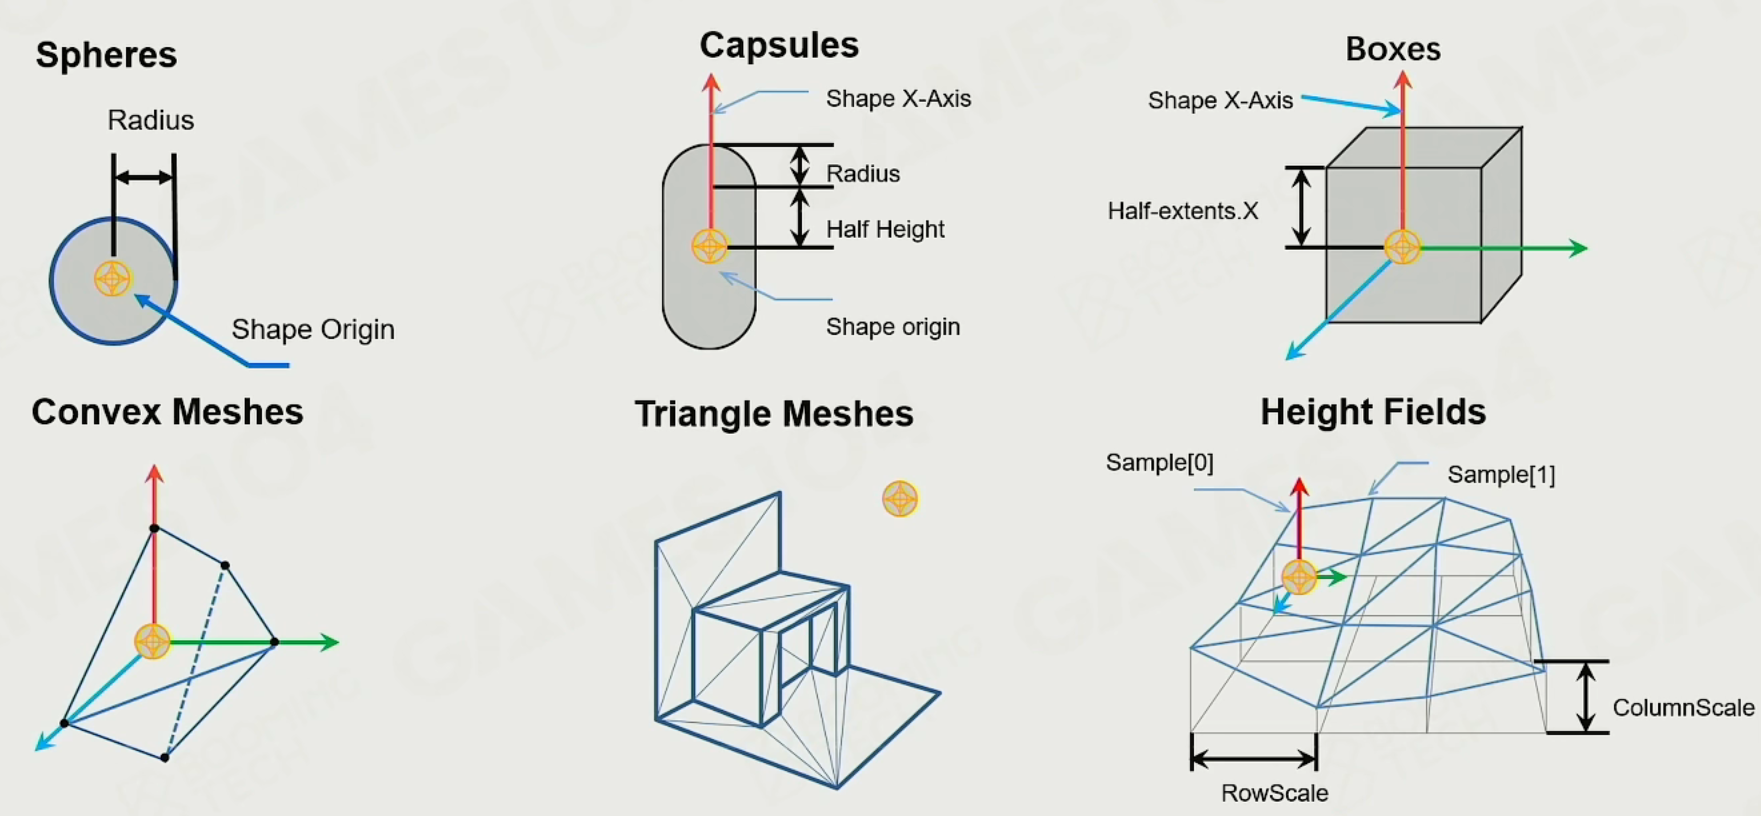 Spheres
Radius
Shape Origin
Capsules
Shape X-Axis
Radius
Half Height
Shape origin
Boxes
Shape X-Axis
Half-extents.X
Convex Meshes
Triangle Meshes
Height Fields
Sample[0]
Sample[1]
ColumnScale
RowScale
GAMES104
BOOMING
TECH